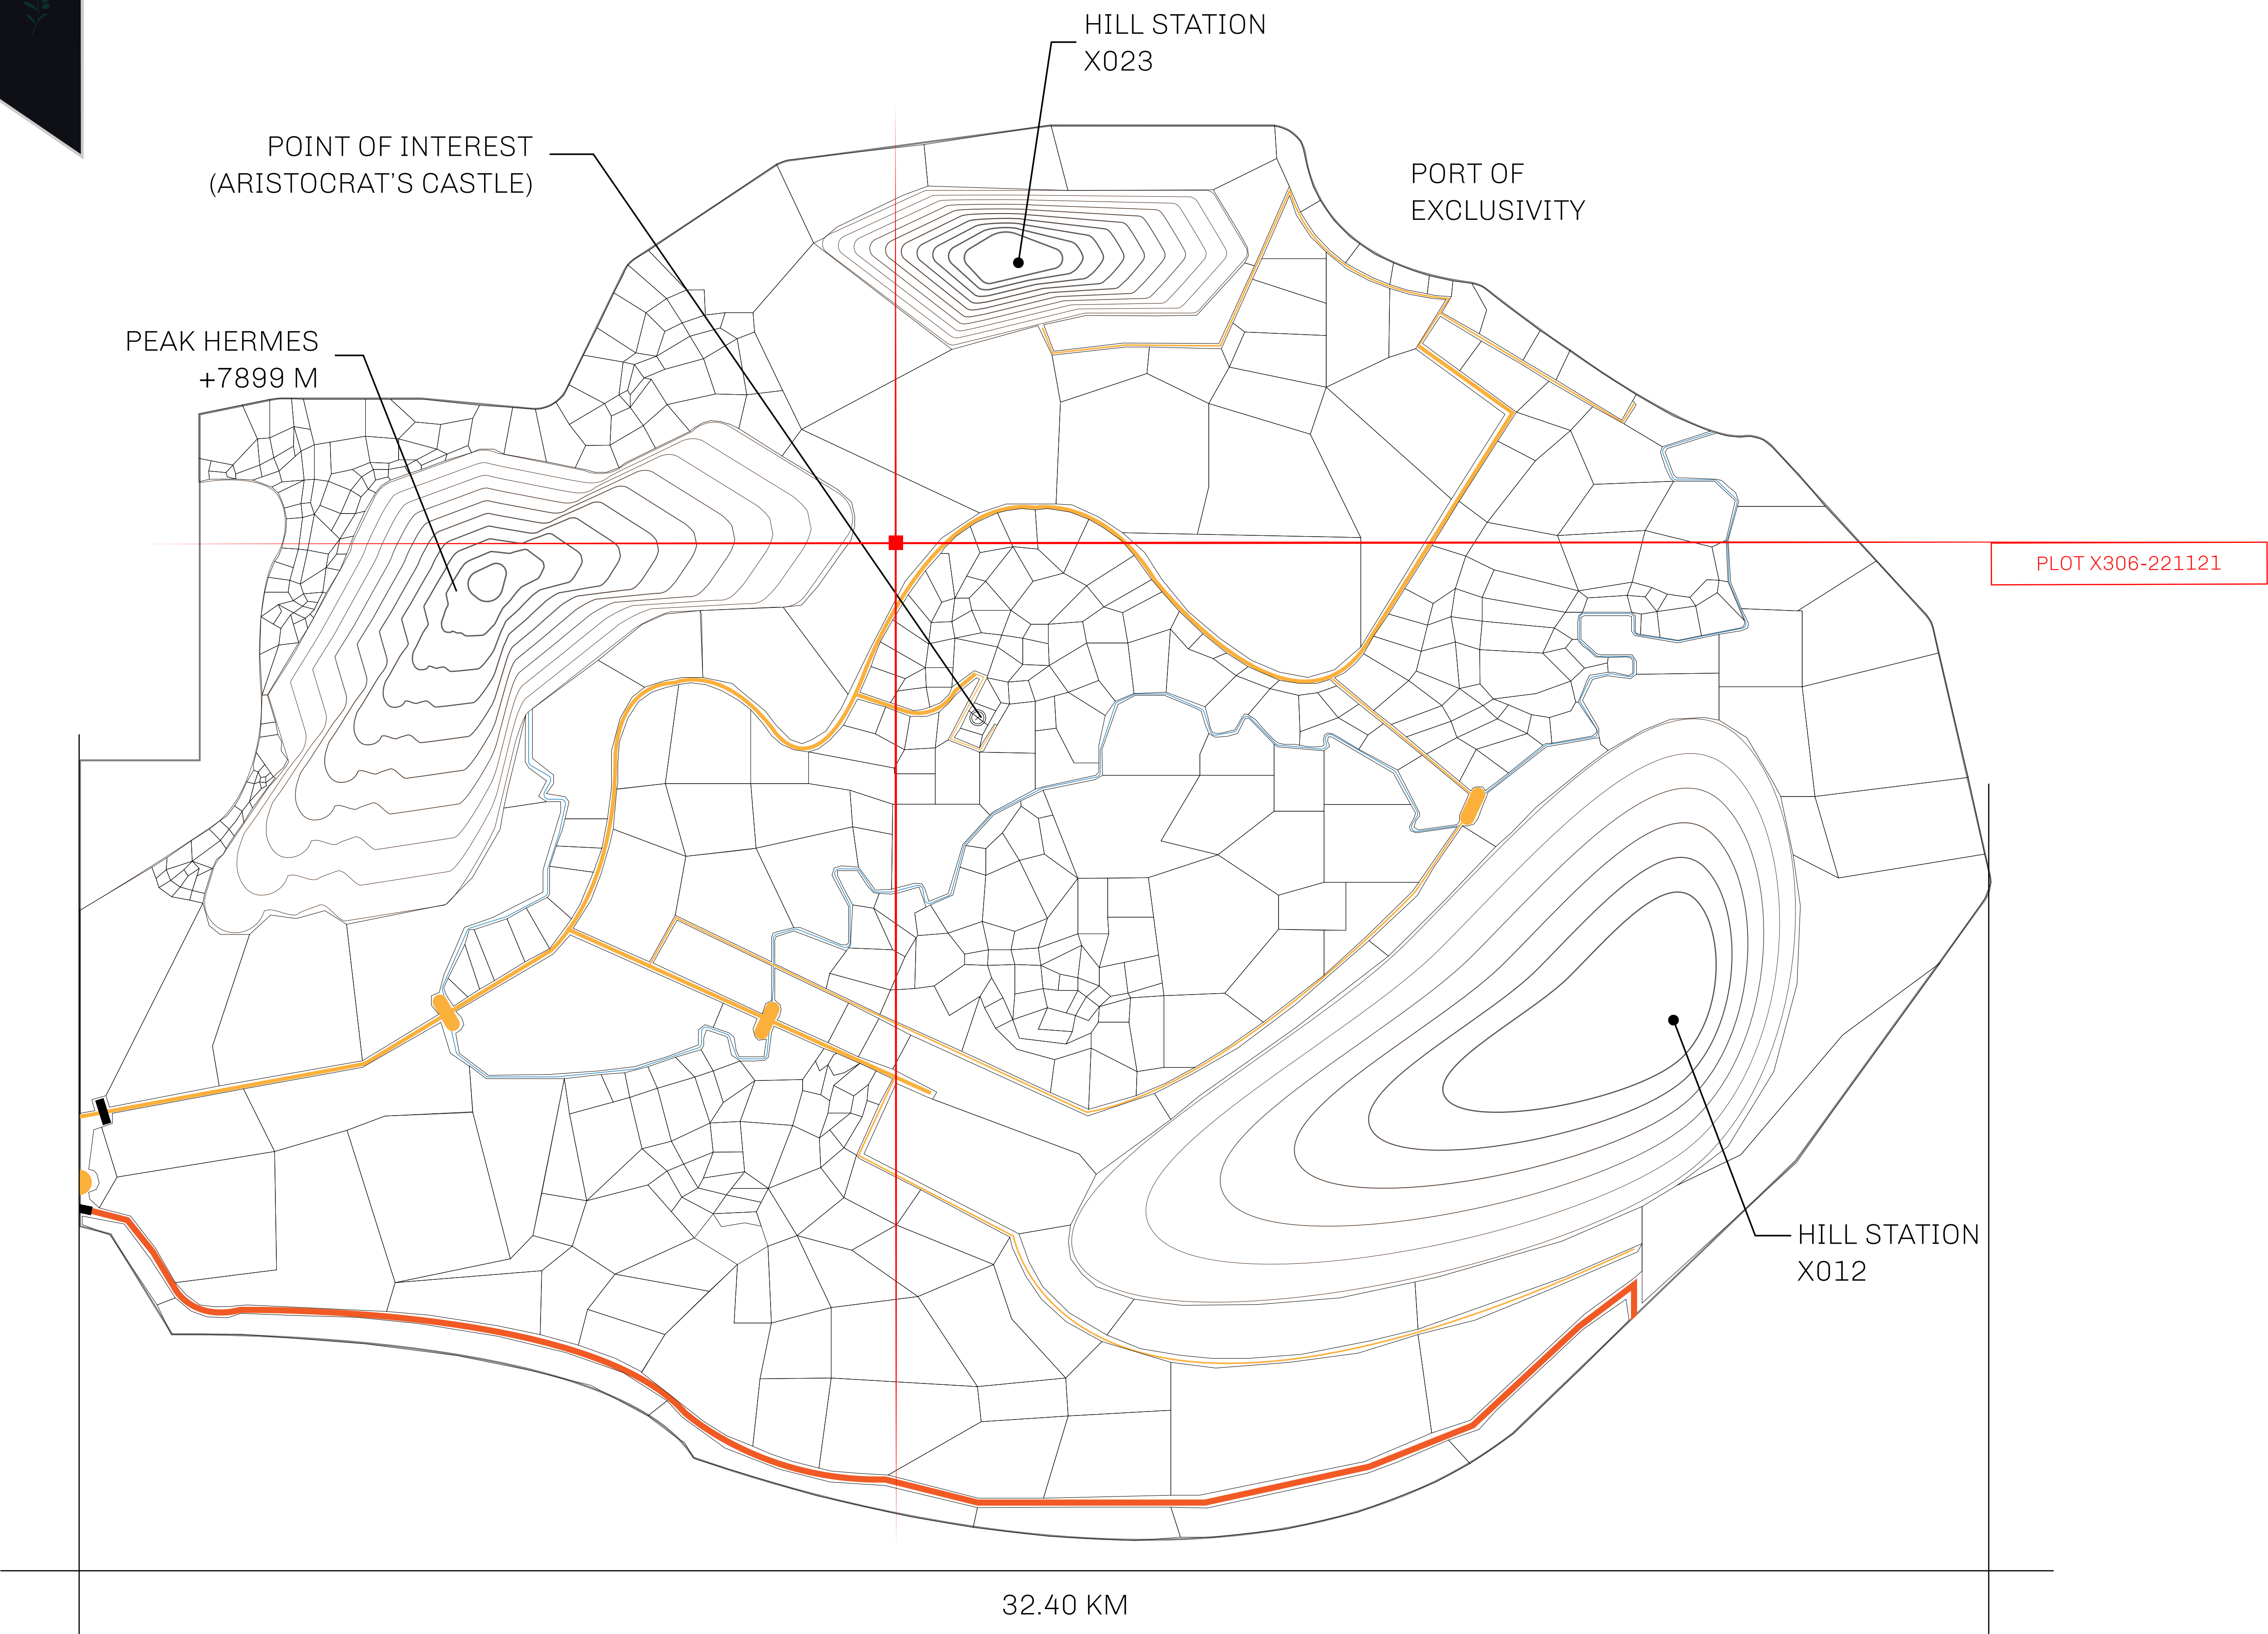 HILL STATION
X023
POINT OF INTEREST
(ARISTOCRAT'S CASTLE)
PORT OF
EXCLUSIVITY
PEAK HERMES
+7899 M
PLOT X306-221121
HILL STATION
X012
32.40 KM